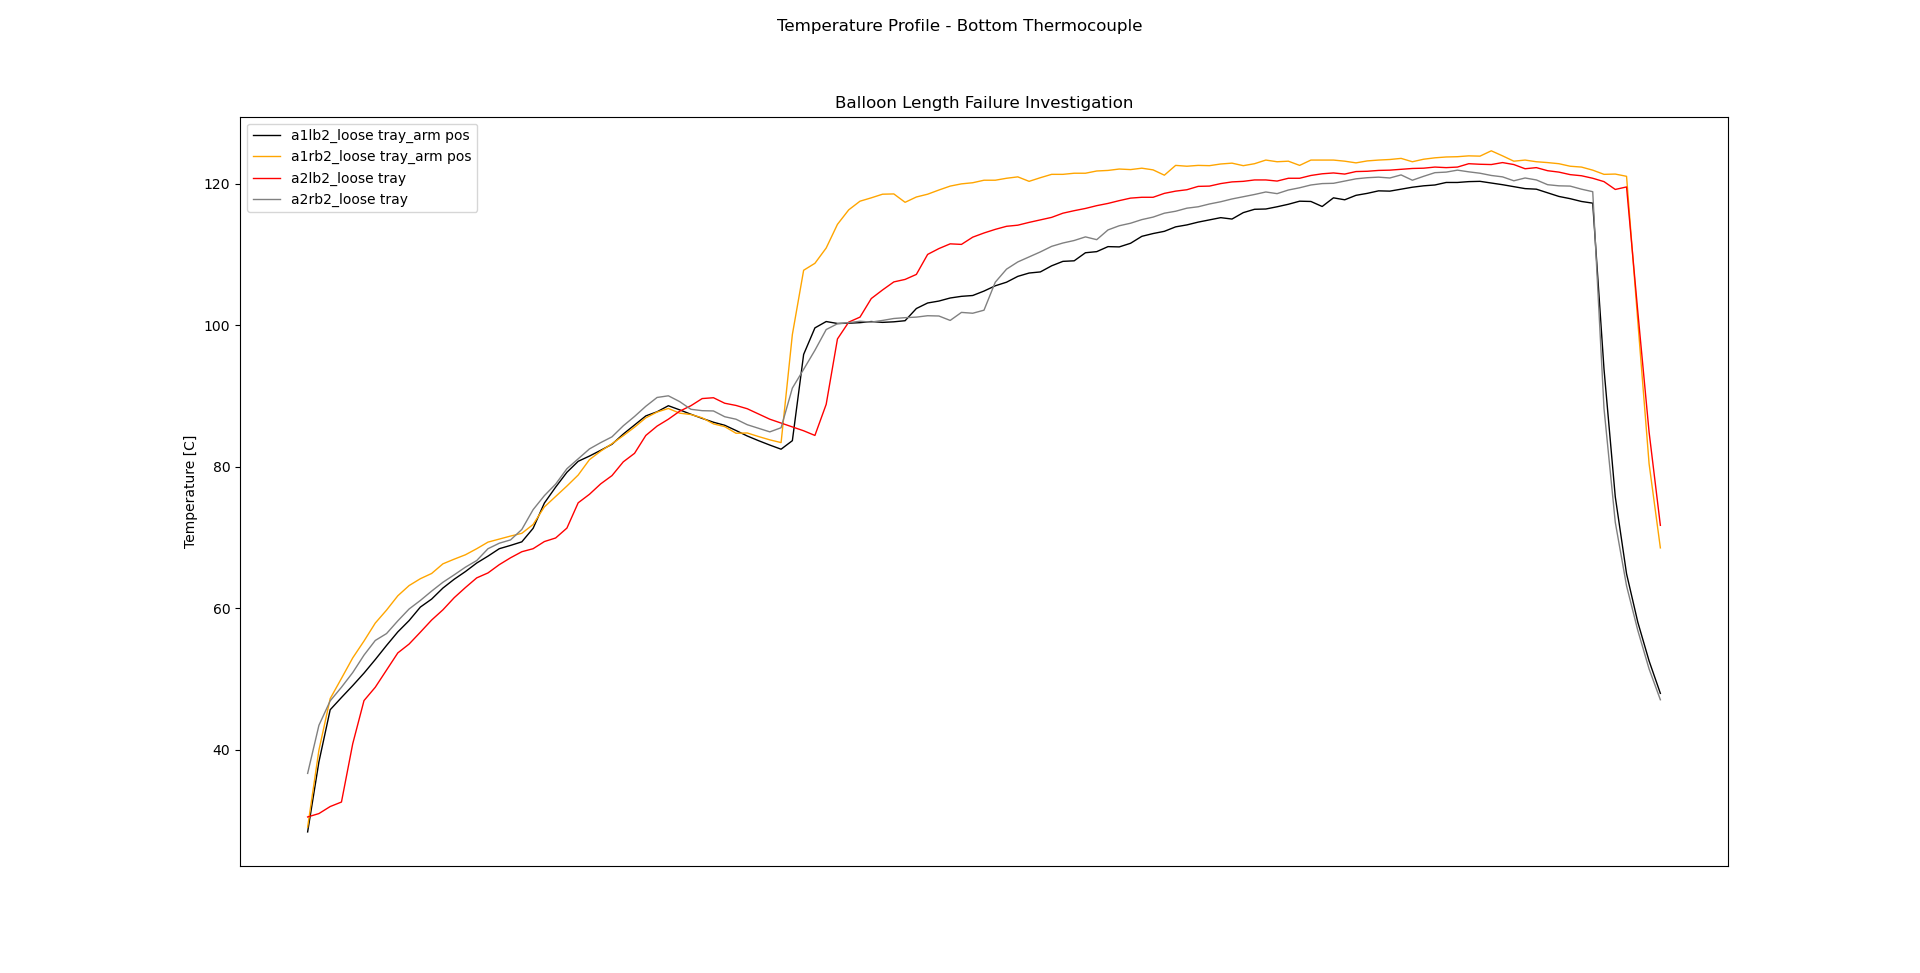 Temperature Profile - Bottom Thermocouple
Balloon Length Failure Investigation
a1lb2_loose tray_arm pos
a1rb2_loose tray_arm pos
a2lb2_loose tray
a2rb2_loose tray
120
100
80
60
40
Temperature [C]